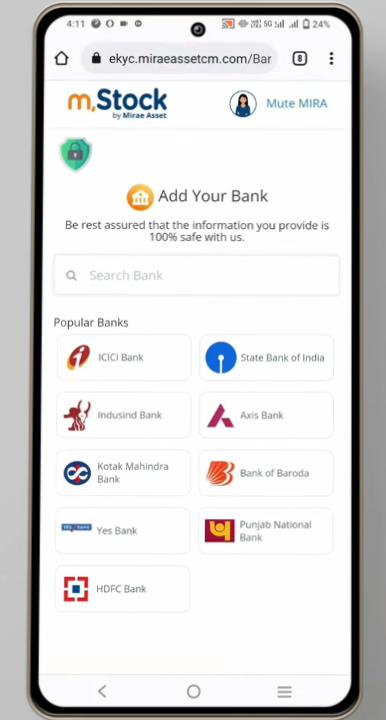 4:11
5G
24%
ekyc.miraeassetcm.com/Bar
8
m.Stock
by Mirae Asset
Mute MIRA
Add Your Bank
Be rest assured that the information you provide is
100% safe with us.
Search Bank
Popular Banks
ICICI Bank
State Bank of India
Indusind Bank
Axis Bank
Kotak Mahindra
Bank
Bank of Baroda
YES BANK
Yes Bank
Punjab National
Bank
HDFC Bank